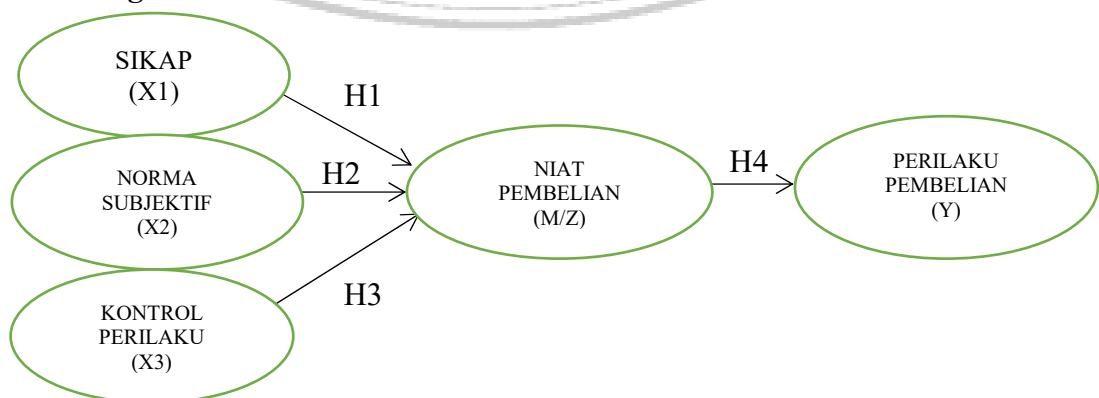 SIKAP
(X1)
H1
NORMA
SUBJEKTIF
(X2)
H2
KONTROL
PERILAKU
(X3)
H3
NIAT
PEMBELIAN
(M/Z)
H4
PERILAKU
PEMBELIAN
(Y)